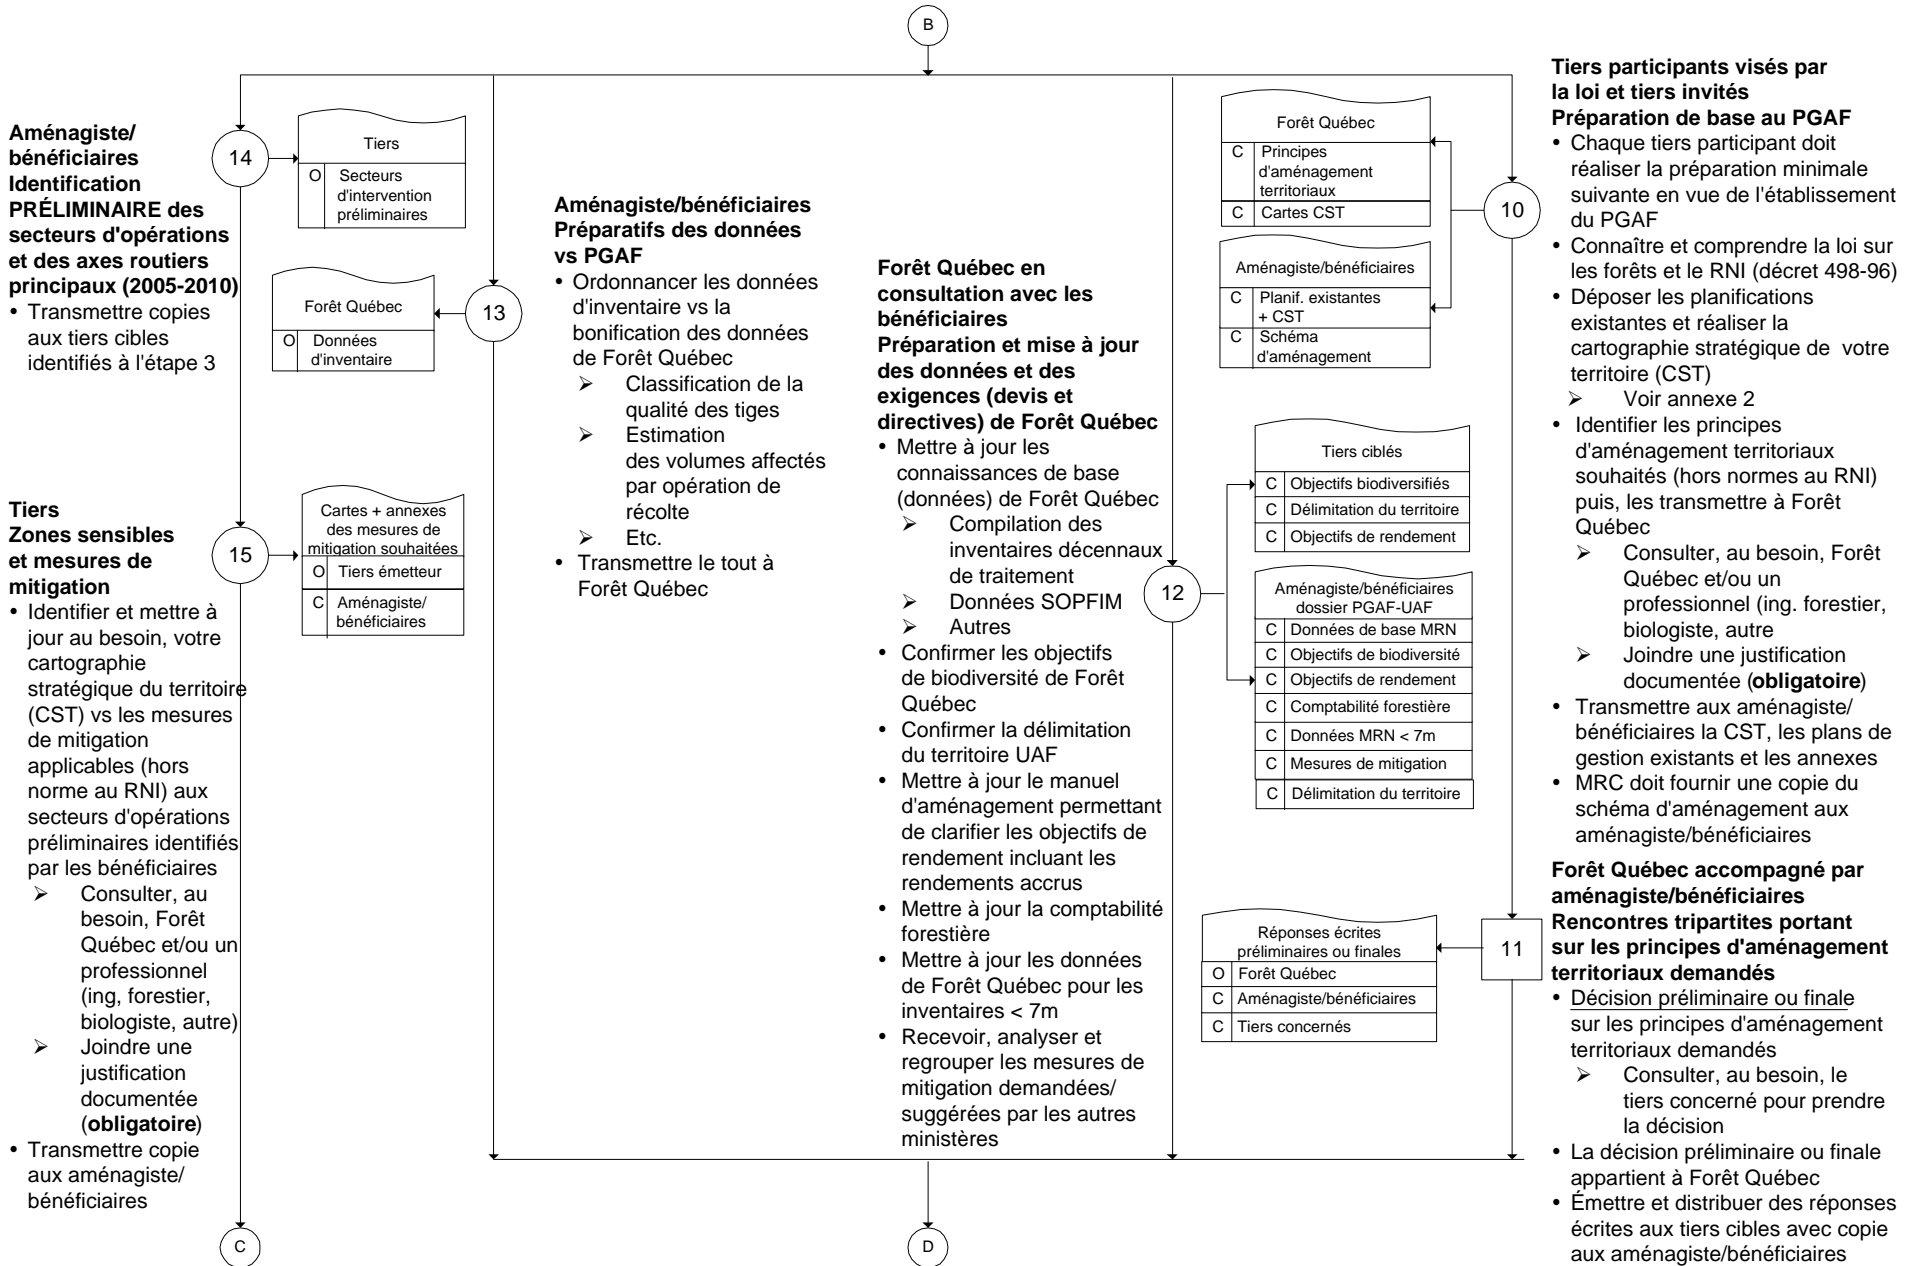 B
Aménagiste/
bénéficiaires
Identification
PRÉLIMINAIRE des
secteurs d'opérations
et des axes routiers
principaux (2005-2010)
• Transmettre copies
aux tiers cibles
identifiés à l'étape 3
14
Tiers
O Secteurs
d'intervention
préliminaires
Forêt Québec
O Données
d'inventaire
13
Tiers
Zones sensibles
et mesures de
mitigation
• Identifier et mettre à
jour au besoin, votre
cartographie
stratégique du territoire
(CST) vs les mesures
de mitigation
applicables (hors
norme au RNI) aux
secteurs d'opérations
préliminaires identifiés
par les bénéficiaires
➢ Consulter, au
besoin, Forêt
Québec et/ou un
professionnel
(ing, forestier,
biologiste, autre)
➢ Joindre une
justification
documentée
(obligatoire)
• Transmettre copie
aux aménagiste/
bénéficiaires
15
Cartes + annexes
des mesures de
mitigation souhaitées
O Tiers émetteur
C Aménagiste/
bénéficiaires
C
Aménagiste/bénéficiaires
Préparatifs des données
vs PGAF
• Ordonnancer les données
d'inventaire vs la
bonification des données
de Forêt Québec
➢ Classification de la
qualité des tiges
➢ Estimation
des volumes affectés
par opération de
récolte
➢ Etc.
• Transmettre le tout à
Forêt Québec
Forêt Québec en
consultation avec les
bénéficiaires
Préparation et mise à jour
des données et des
exigences (devis et
directives) de Forêt Québec
• Mettre à jour les
connaissances de base
(données) de Forêt Québec
➢ Compilation des
inventaires décennaux
de traitement
➢ Données SOPFIM
➢ Autres
• Confirmer les objectifs
de biodiversité de Forêt
Québec
• Confirmer la délimitation
du territoire UAF
• Mettre à jour le manuel
d'aménagement permettant
de clarifier les objectifs de
rendement incluant les
rendements accrus
• Mettre à jour la comptabilité
forestière
• Mettre à jour les données
de Forêt Québec pour les
inventaires < 7m
• Recevoir, analyser et
regrouper les mesures de
mitigation demandées/
suggérées par les autres
ministères
12
Tiers ciblés
C Objectifs biodiversifiés
C Délimitation du territoire
C Objectifs de rendement
Aménagiste/bénéficiaires
dossier PGAF-UAF
C Données de base MRN
C Objectifs de biodiversité
C Objectifs de rendement
C Comptabilité forestière
C Données MRN < 7m
C Mesures de mitigation
C Délimitation du territoire
D
Forêt Québec
C Principes
d'aménagement
territoriaux
C Cartes CST
Aménagiste/bénéficiaires
C Planif. existantes
+ CST
C Schéma
d'aménagement
10
Tiers participants visés par
la loi et tiers invités
Préparation de base au PGAF
• Chaque tiers participant doit
réaliser la préparation minimale
suivante en vue de l'établissement
du PGAF
• Connaître et comprendre la loi sur
les forêts et le RNI (décret 498-96)
• Déposer les planifications
existantes et réaliser la
cartographie stratégique de votre
territoire (CST)
➢ Voir annexe 2
• Identifier les principes
d'aménagement territoriaux
souhaités (hors normes au RNI)
puis, les transmettre à Forêt
Québec
➢ Consulter, au besoin, Forêt
Québec et/ou un
professionnel (ing. forestier,
biologiste, autre
➢ Joindre une justification
documentée (obligatoire)
• Transmettre aux aménagiste/
bénéficiaires la CST, les plans de
gestion existants et les annexes
• MRC doit fournir une copie du
schéma d'aménagement aux
aménagiste/bénéficiaires
Réponses écrites
préliminaires ou finales
O Forêt Québec
C Aménagiste/bénéficiaires
C Tiers concernés
11
Forêt Québec accompagné par
aménagiste/bénéficiaires
Rencontres tripartites portant
sur les principes d'aménagement
territoriaux demandés
• Décision préliminaire ou finale
sur les principes d'aménagement
territoriaux demandés
➢ Consulter, au besoin, le
tiers concerné pour prendre
la décision
• La décision préliminaire ou finale
appartient à Forêt Québec
• Émettre et distribuer des réponses
écrites aux tiers cibles avec copie
aux aménagiste/bénéficiaires